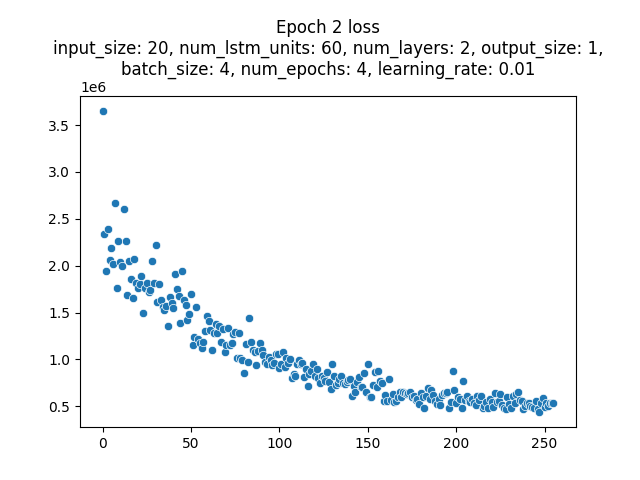 Epoch 2 loss
input_size: 20, num_lstm_units: 60, num_layers: 2, output_size: 1,
batch_size: 4, num_epochs: 4, learning_rate: 0.01
1e6
3.5
3.0
2.5
2.0
1.5
1.0
0.5
0 50 100 150 200 250